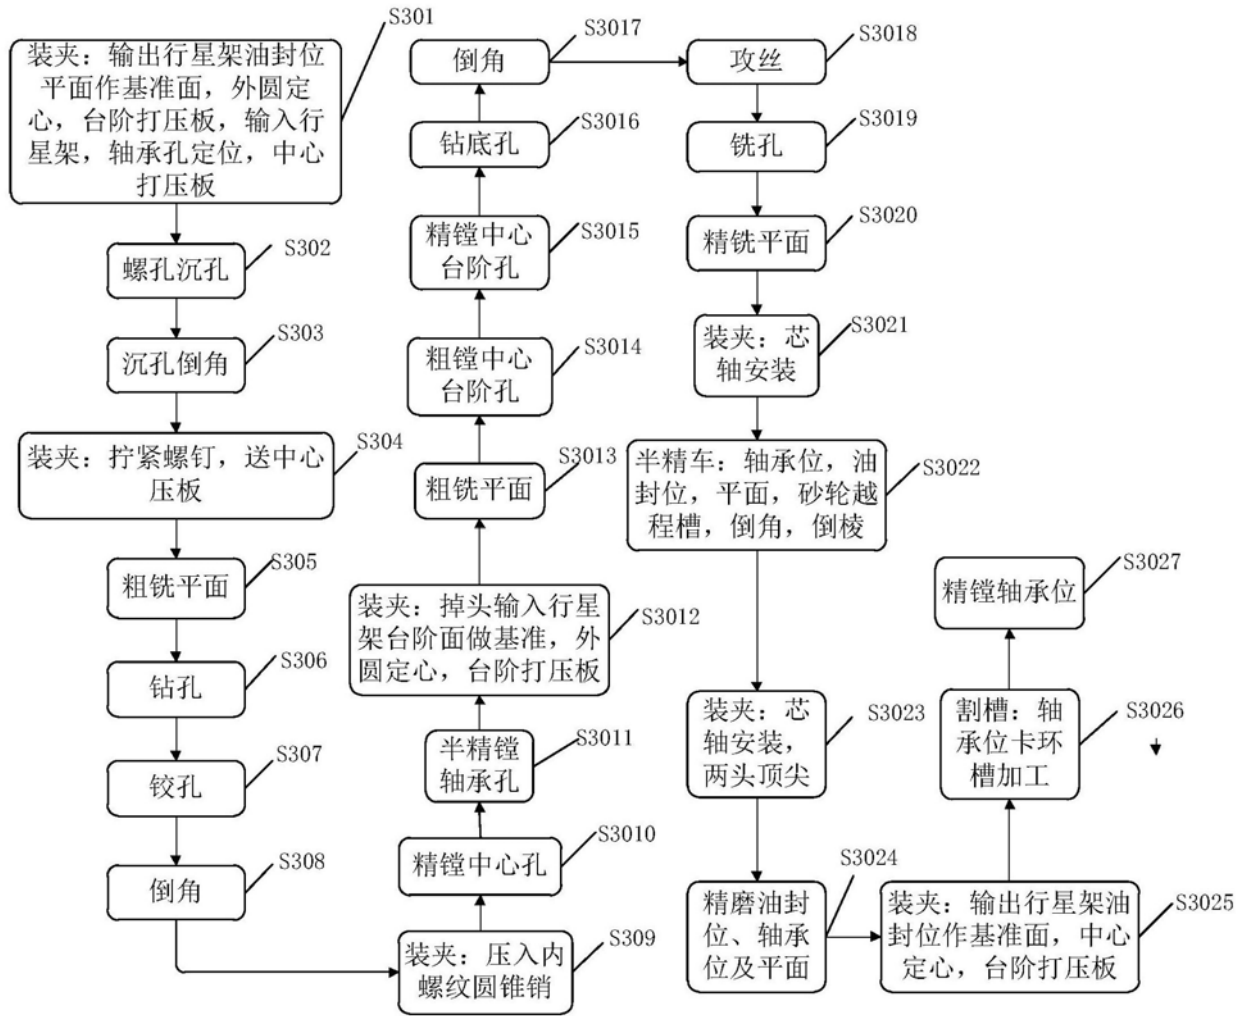 S301
装夹：输出行星架油封位
平面作基准面，外圆定
心，台阶打压板，输入行
星架，轴承孔定位，中心
打压板
S302
螺孔沉孔
S303
沉孔倒角
S304
装夹：拧紧螺钉，送中心
压板
S305
粗铣平面
S306
钻孔
S307
铰孔
S308
倒角
S309
装夹：压入内
螺纹圆锥销
S3010
精镗中心孔
S3011
半精镗
轴承孔
S3012
装夹：掉头输入行星
架台阶面做基准，外
圆定心，台阶打压板
S3013
粗铣平面
S3014
粗镗中心
台阶孔
S3015
精镗中心
台阶孔
S3016
钻底孔
S3017
倒角
S3018
攻丝
S3019
铣孔
S3020
精铣平面
S3021
装夹：芯
轴安装
S3022
半精车：轴承位，油
封位，平面，砂轮越
程槽，倒角，倒棱
S3023
装夹：芯
轴安装，
两头顶尖
S3024
精磨油封
位、轴承
位及平面
S3025
装夹：输出行星架油
封位作基准面，中心
定心，台阶打压板
S3026
割槽：轴
承位卡环
槽加工
S3027
精镗轴承位